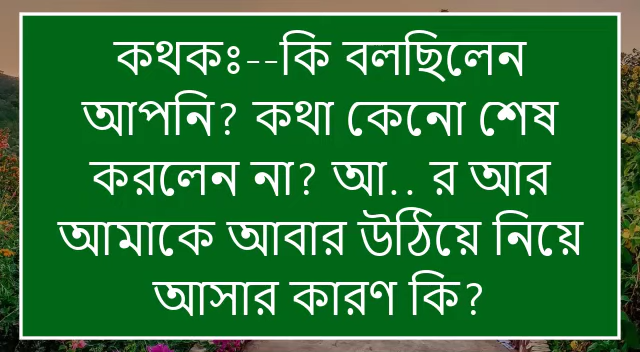 কথকঃ--কি বলছিলেন
আপনি? কথা কেনো শেষ
করলেন না? আ.. র আর
আমাকে আবার উঠিয়ে নিয়ে
আসার কারণ কি?